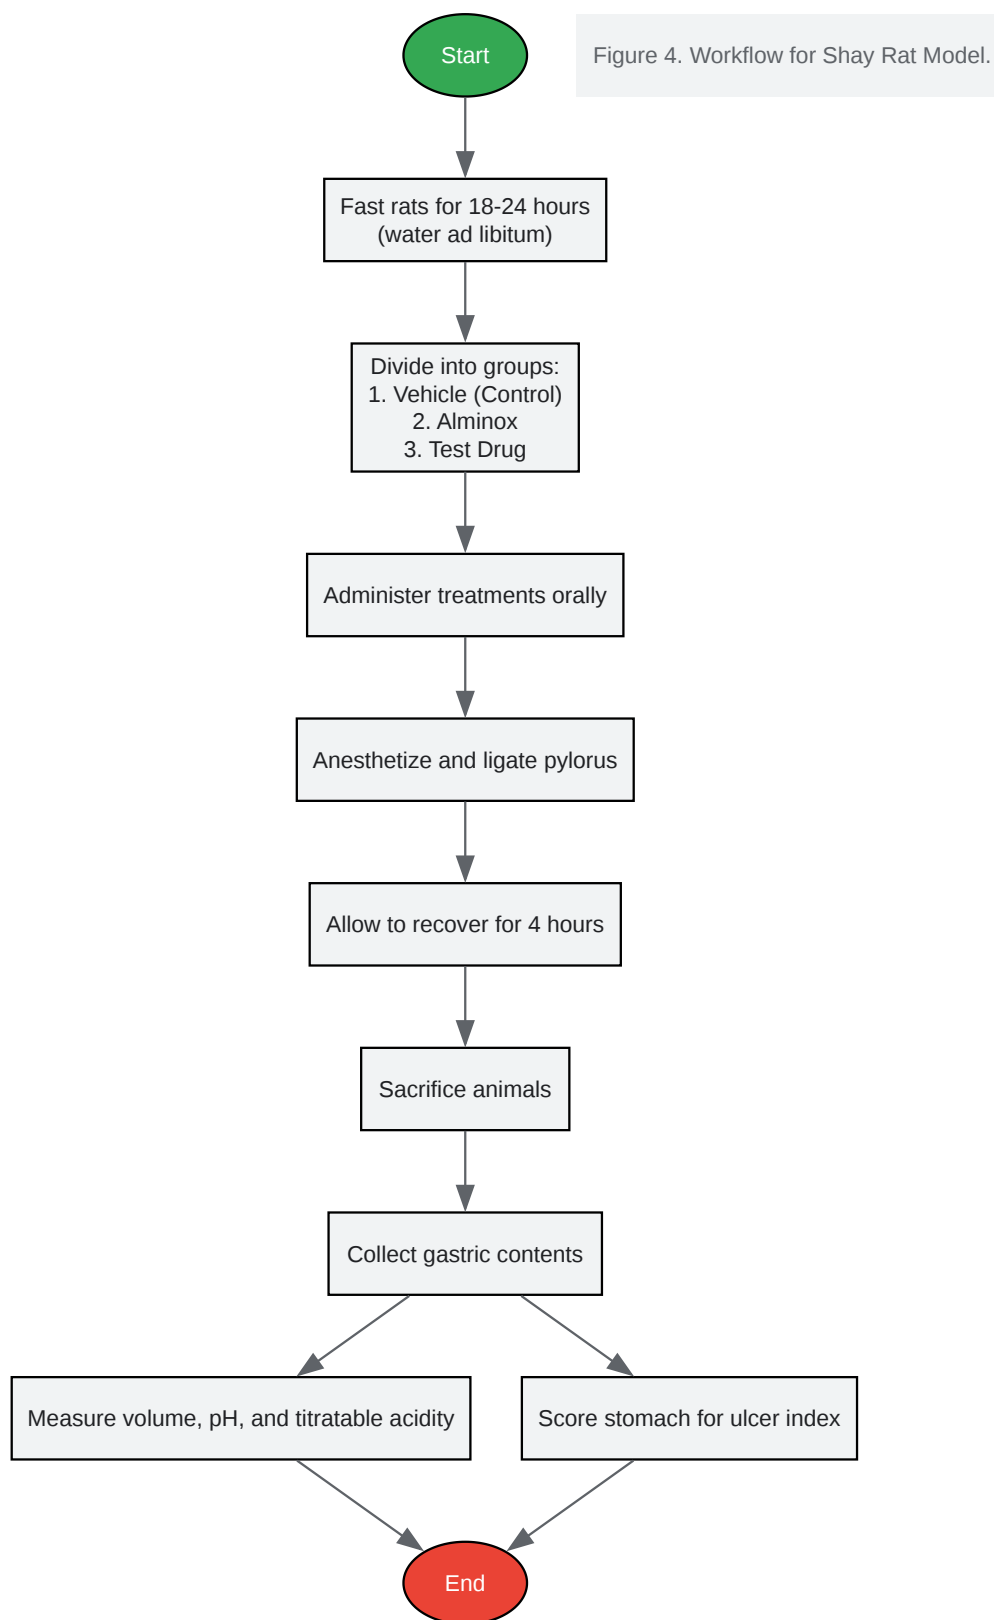 Start
Figure 4. Workflow for Shay Rat Model.
Fast rats for 18-24 hours
(water ad libitum)
Divide into groups:
1. Vehicle (Control)
2. Alminox
3. Test Drug
Administer treatments orally
Anesthetize and ligate pylorus
Allow to recover for 4 hours
Sacrifice animals
Collect gastric contents
Measure volume, pH, and titratable acidity
Score stomach for ulcer index
End